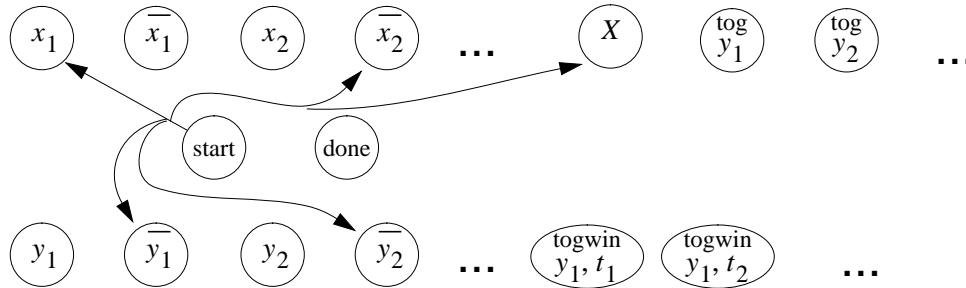 x₁ x̄₁ x₂ x̄₂ ... X tog y₁ tog y₂ ...
start done
y₁ ȳ₁ y₂ ȳ₂ ... togwin y₁, t₁ togwin y₁, t₂ ...